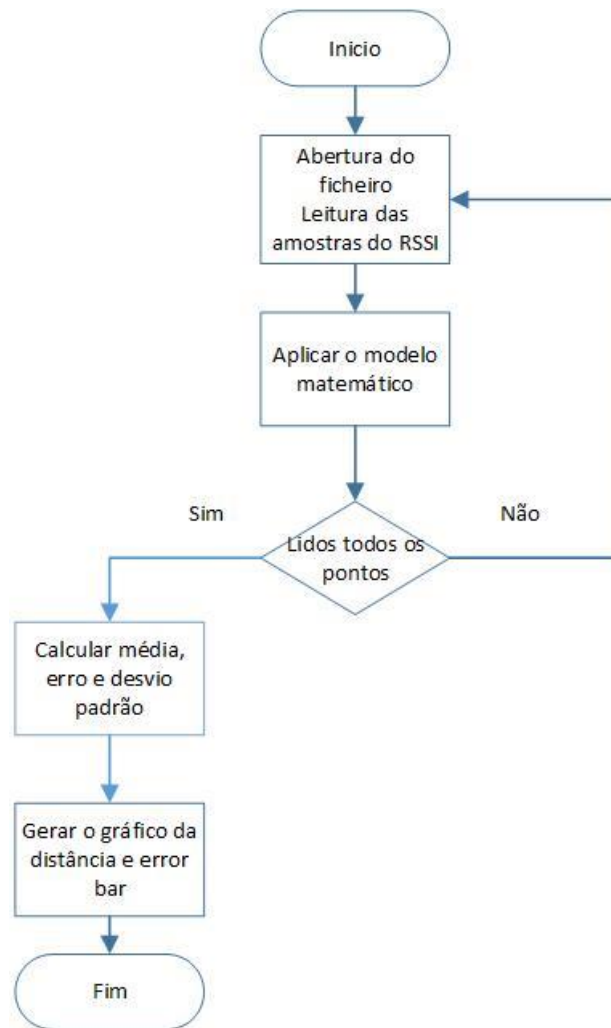 Inicio
Abertura do
ficheiro
Leitura das
amostras do RSSI
Aplicar o modelo
matemático
Sim
Não
Lidos todos os
pontos
Calcular média,
erro e desvio
padrão
Gerar o gráfico da
distância e error
bar
Fim